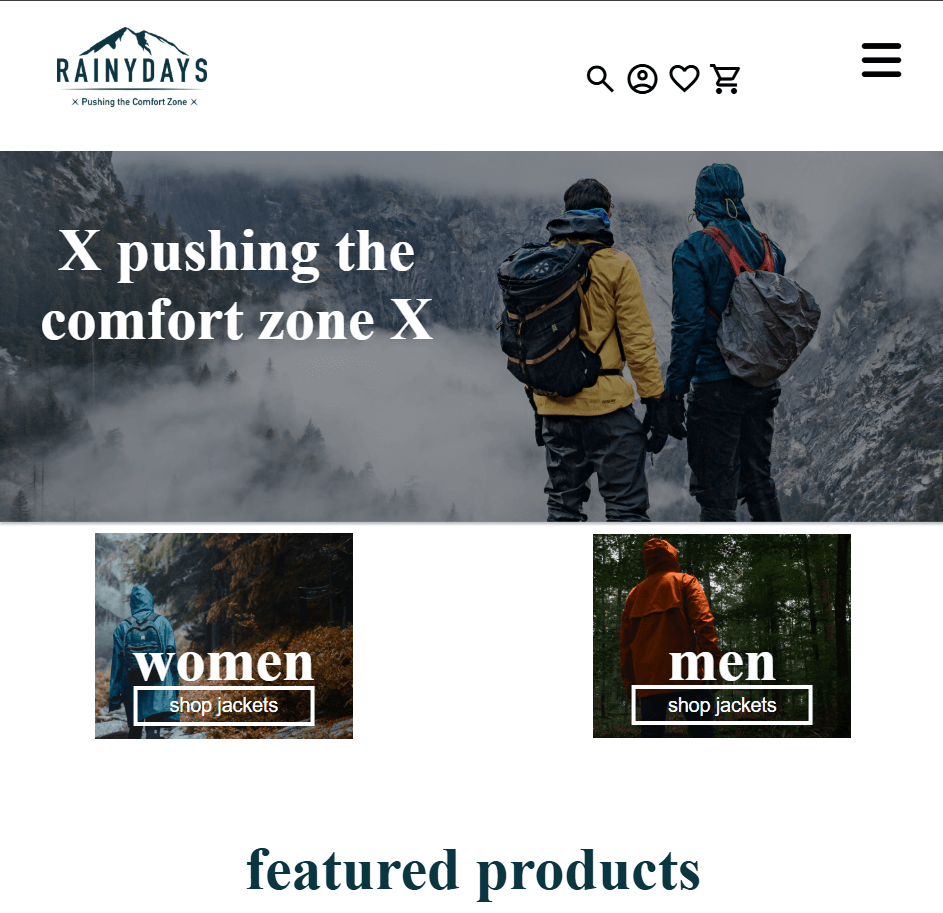 RAINYDAYS
× Pushing the Comfort Zone ×
X pushing the
comfort zone X
women
shop jackets
men
shop jackets
featured products